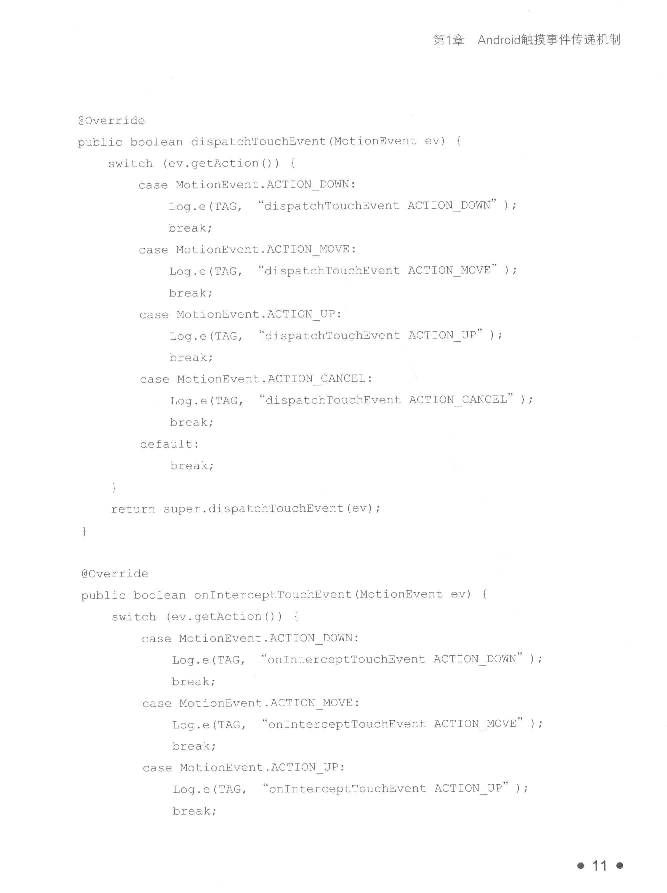 第1章 Android触摸事件传递机制
@Override
public boolean dispatchTouchEvent(MotionEvent ev) {
switch (ev.getAction()) {
case MotionEvent.ACTION_DOWN:
Log.e(TAG, “dispatchTouchEvent ACTION_DOWN” );
break;
case MotionEvent.ACTION_MOVE:
Log.e(TAG, “dispatchTouchEvent ACTION_MOVE” );
break;
case MotionEvent.ACTION_UP:
Log.e(TAG, “dispatchTouchEvent ACTION_UP” );
break;
case MotionEvent.ACTION_CANCEL:
Log.e(TAG, “dispatchTouchEvent ACTION_CANCEL” );
break;
default:
break;
}
return super.dispatchTouchEvent(ev);
}
@Override
public boolean onInterceptTouchEvent(MotionEvent ev) {
switch (ev.getAction()) {
case MotionEvent.ACTION_DOWN:
Log.e(TAG, “onInterceptTouchEvent ACTION_DOWN” );
break;
case MotionEvent.ACTION_MOVE:
Log.e(TAG, “onInterceptTouchEvent ACTION_MOVE” );
break;
case MotionEvent.ACTION_UP:
Log.e(TAG, “onInterceptTouchEvent ACTION_UP” );
break;
● 11 ●